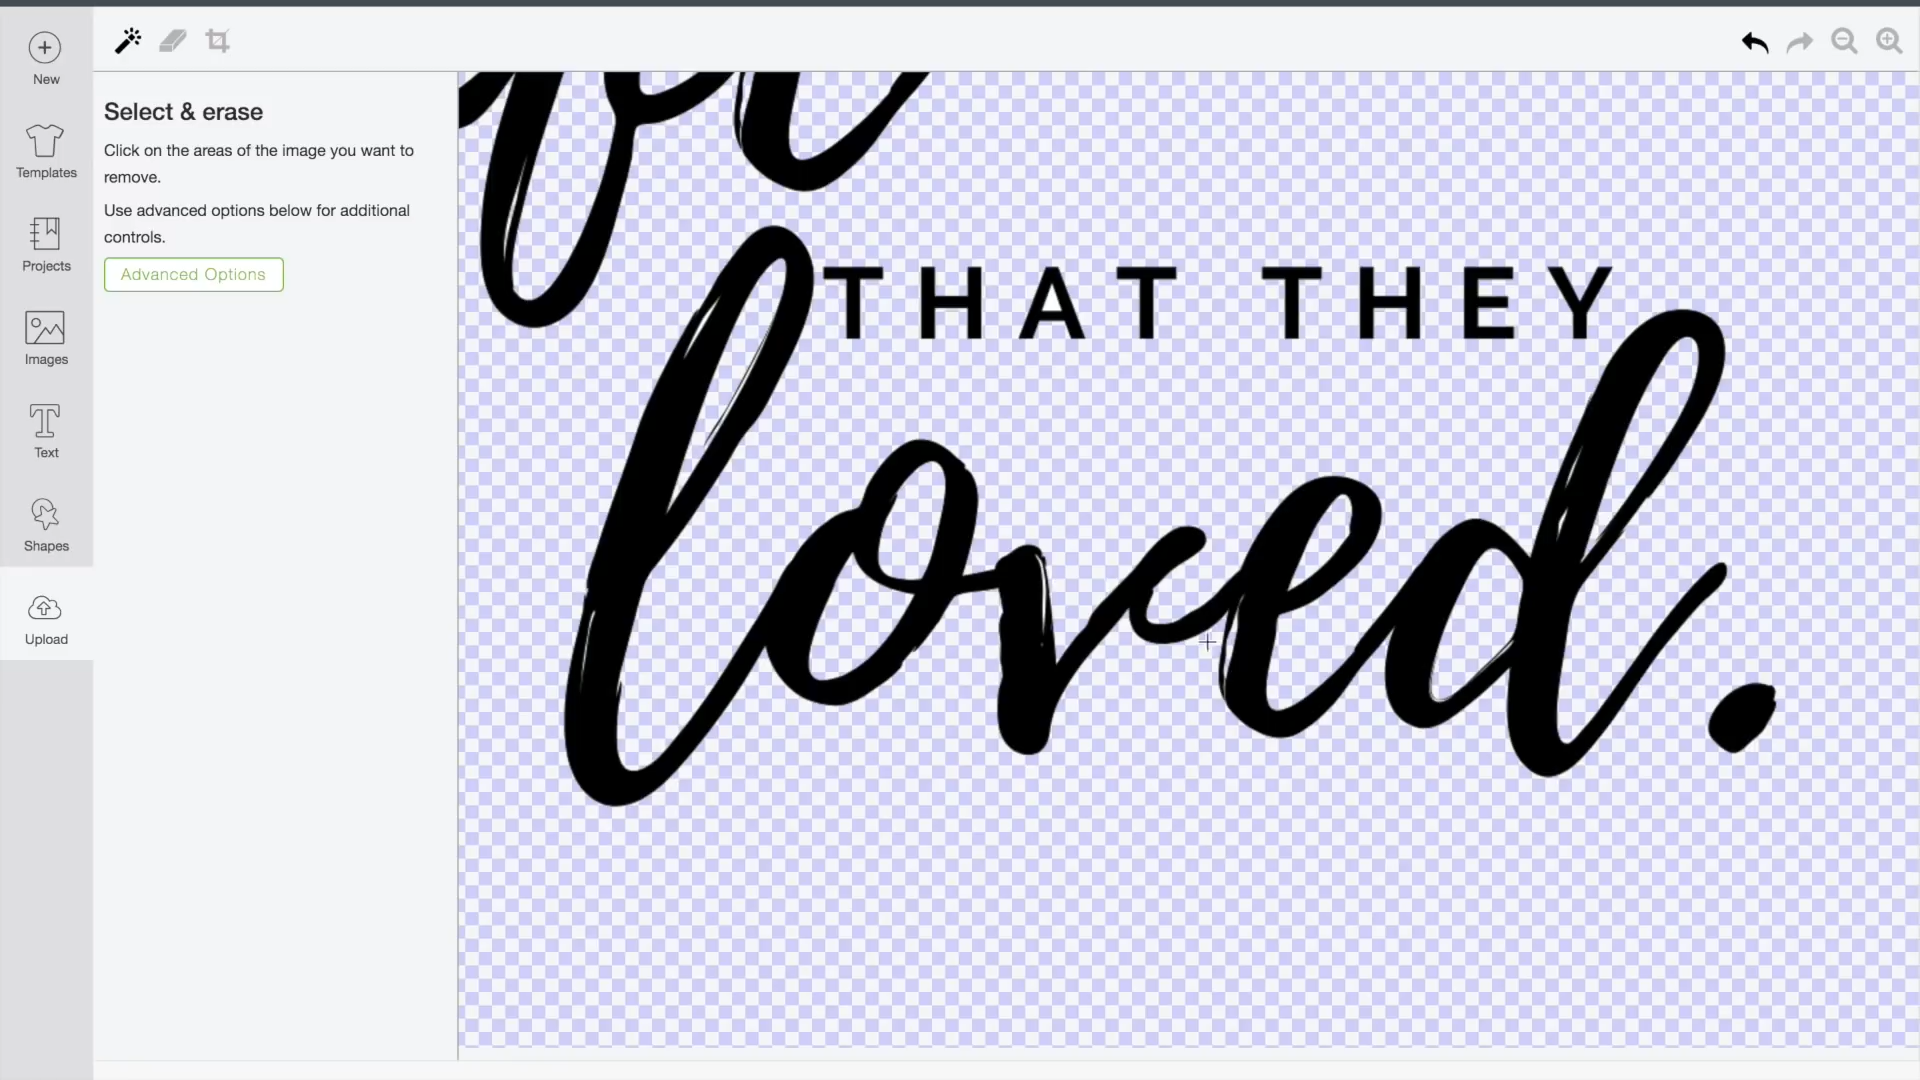 New
Templates
Projects
Images
Text
Shapes
Upload
Select & erase
Click on the areas of the image you want to
remove.
Use advanced options below for additional
controls.
Advanced Options
THAT THEY
loved.